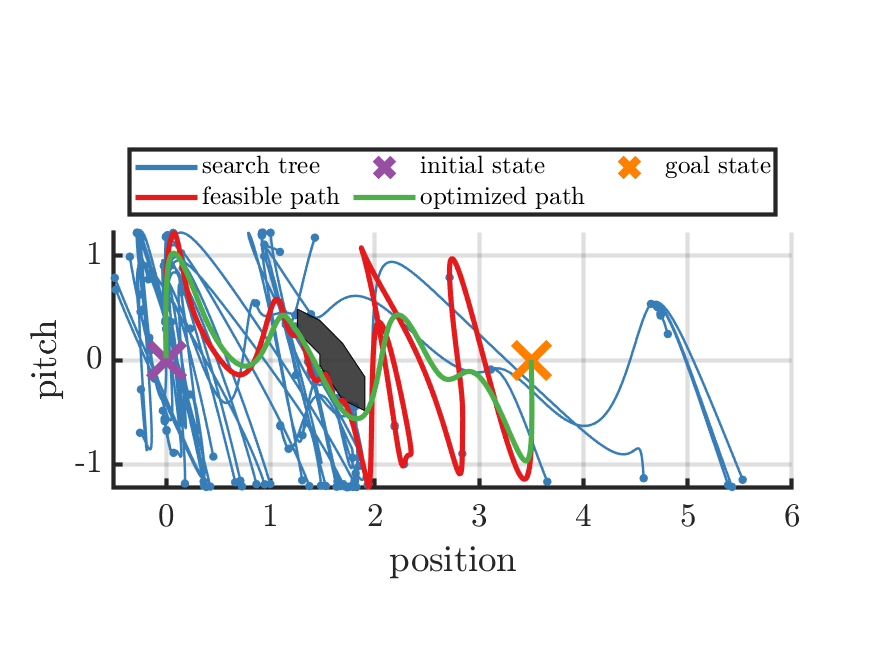 search tree initial state goal state
feasible path optimized path
1
0
-1
pitch
0 1 2 3 4 5 6
position